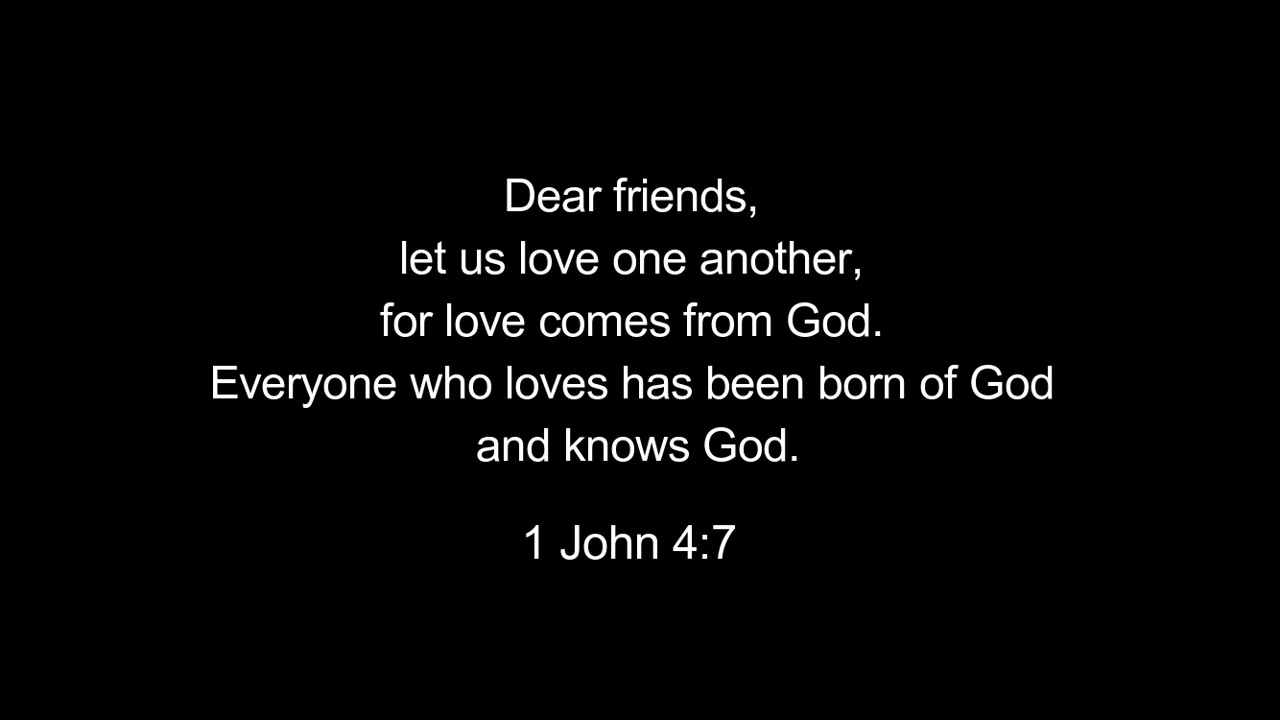 Dear friends,
let us love one another,
for love comes from God.
Everyone who loves has been born of God
and knows God.
1 John 4:7